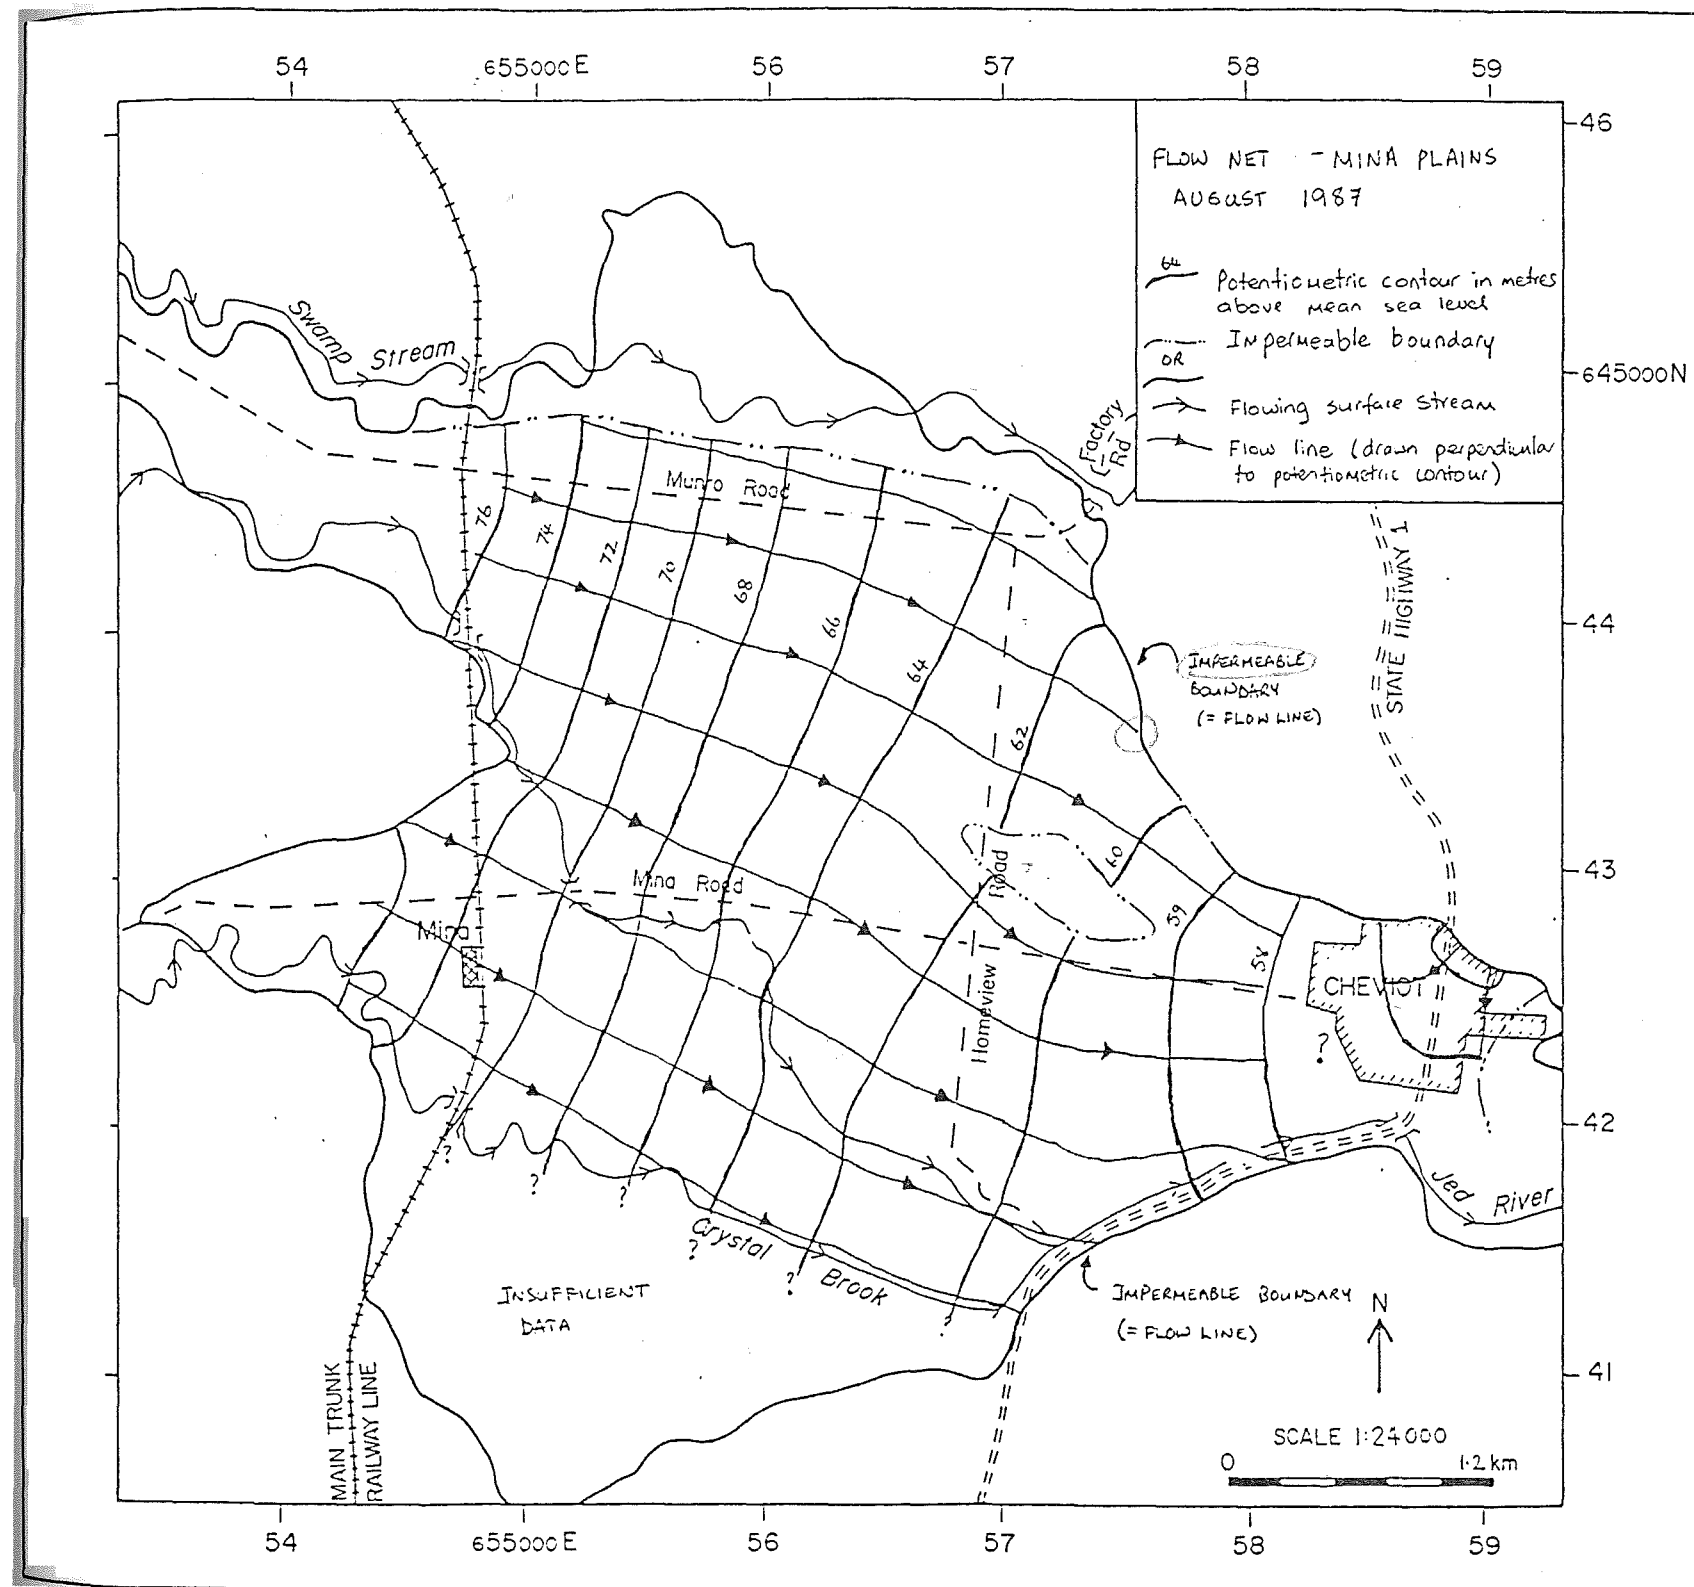 54 655000E 56 57 58 59
46
FLOW NET - MINA PLAINS
AUGUST 1987
64
Potentiometric contour in metres
above mean sea level
Impermeable boundary
OR
Flowing surface stream
Flow line (drawn perpendicular
to potentiometric contour)
645000N
Swamp Stream
Factory
Rd
Munro Road
STATE HIGHWAY 1
76
74
72
70
68
66
64
62
60
59
58
44
IMPERMEABLE
BOUNDARY
(= FLOW LINE)
43
Mina Road
Mina
Homeview Road
CHEVIOT
?
42
Jed River
?
?
?
?
?
?
Crystal Brook
INSUFFICIENT
DATA
IMPERMEABLE BOUNDARY
(= FLOW LINE)
N
41
MAIN TRUNK
RAILWAY LINE
SCALE 1:24000
0 1·2 km
54 655000E 56 57 58 59